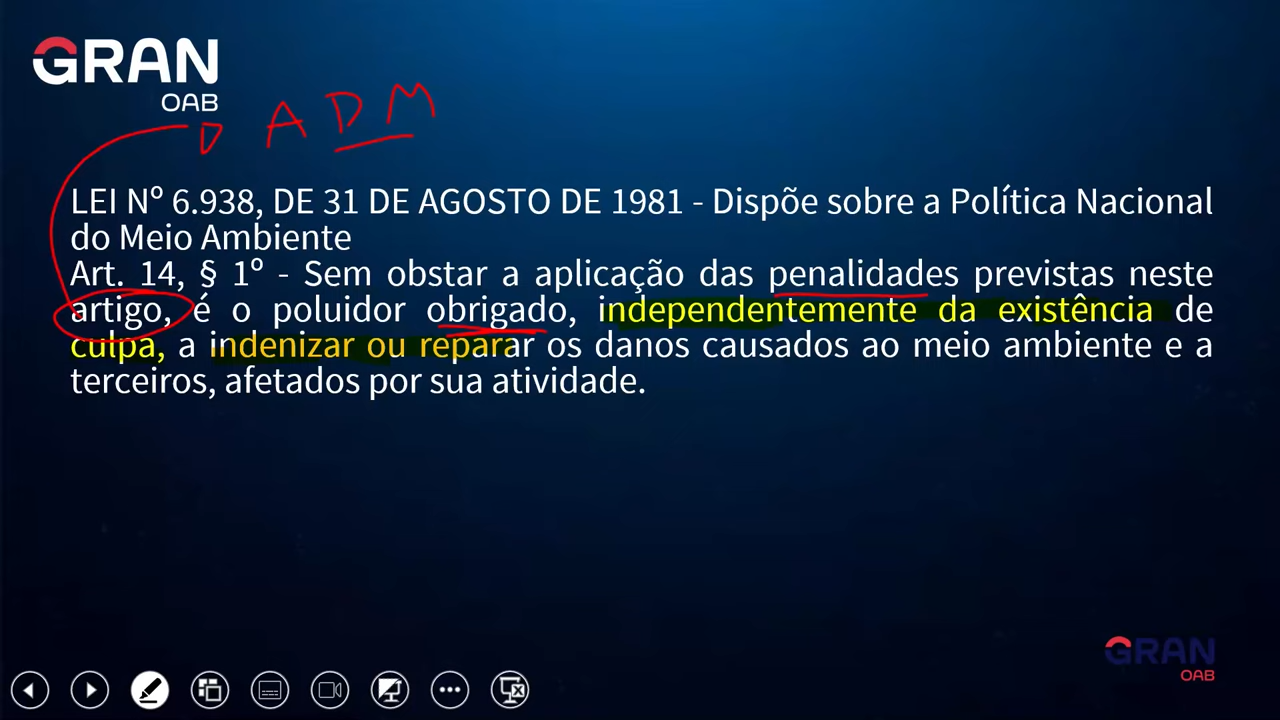 GRAN
OAB
ADM
LEI Nº 6.938, DE 31 DE AGOSTO DE 1981 - Dispõe sobre a Política Nacional
do Meio Ambiente
Art. 14, § 1º - Sem obstar a aplicação das penalidades previstas neste
artigo, é o poluidor obrigado, independentemente da existência de
culpa, a indenizar ou reparar os danos causados ao meio ambiente e a
terceiros, afetados por sua atividade.
GRAN
OAB